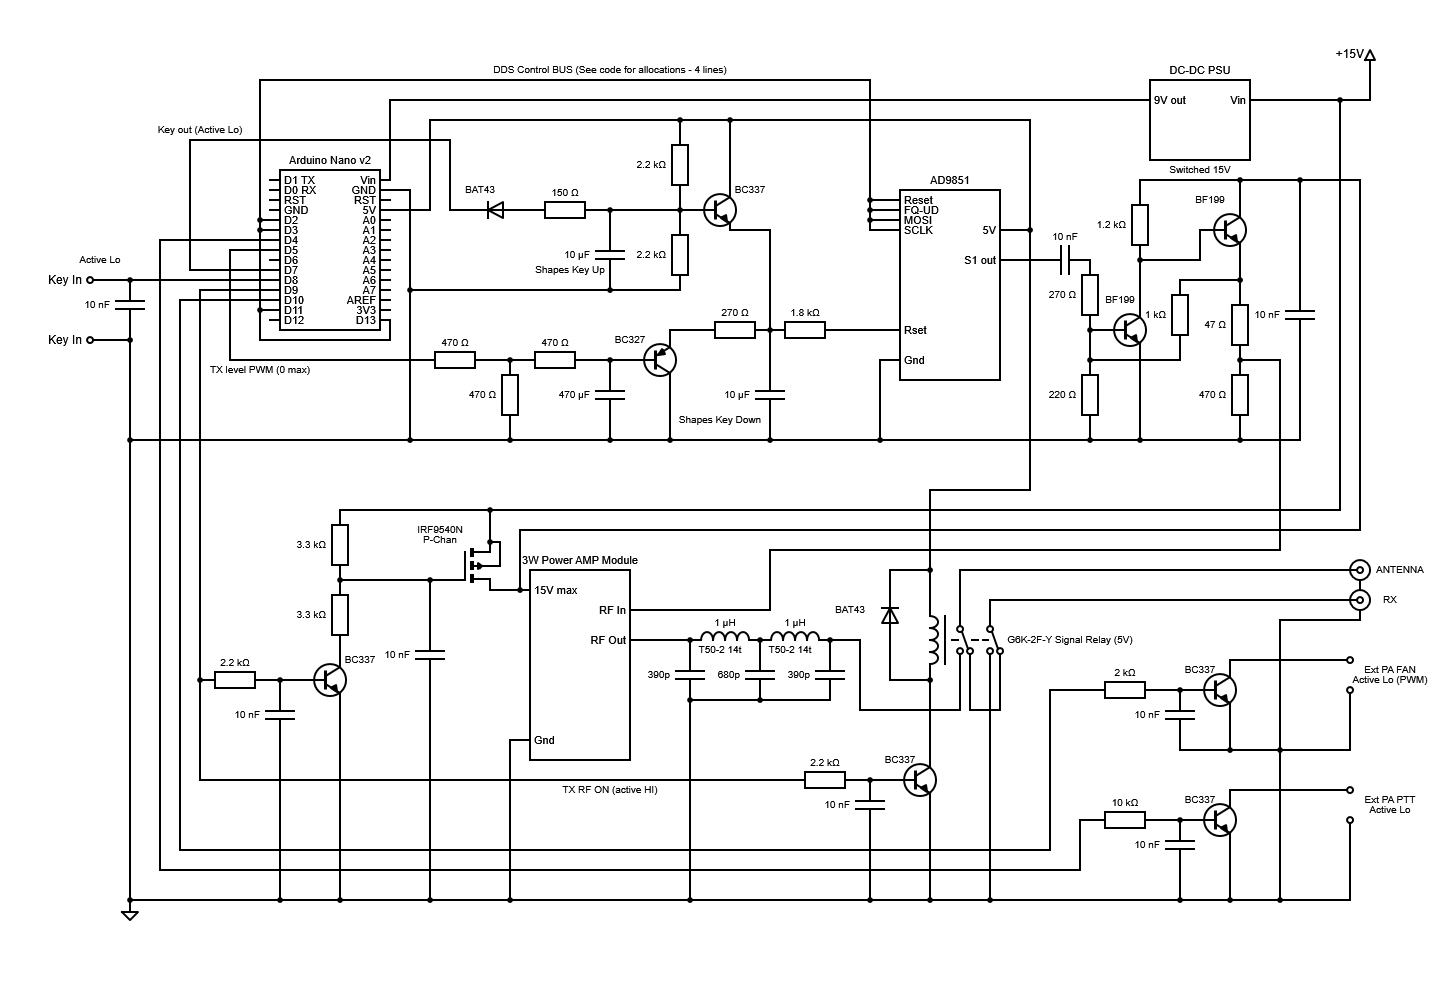 +15V
DDS Control BUS (See code for allocations - 4 lines)
DC-DC PSU
9V out
Vin
Key out (Active Lo)
Arduino Nano v2
D1 TX
D0 RX
RST
GND
D2
D3
D4
D5
D6
D7
D8
D9
D10
D11
D12
Vin
GND
RST
5V
A0
A1
A2
A3
A4
A5
A6
A7
AREF
3V3
D13
2.2 kΩ
BAT43
150 Ω
BC337
10 µF
Shapes Key Up
2.2 kΩ
AD9851
Reset
FQ-UD
MOSI
SCLK
5V
S1 out
Rset
Gnd
Switched 15V
BF199
1.2 kΩ
10 nF
270 Ω
BF199
1 kΩ
47 Ω
10 nF
220 Ω
470 Ω
Active Lo
Key In
10 nF
Key In
TX level PWM (0 max)
470 Ω
470 Ω
470 Ω
470 µF
BC327
270 Ω
1.8 kΩ
10 µF
Shapes Key Down
3.3 kΩ
IRF9540N
P-Chan
3.3 kΩ
2.2 kΩ
BC337
10 nF
10 nF
3W Power AMP Module
15V max
RF In
RF Out
Gnd
1 µH
1 µH
T50-2 14t
T50-2 14t
390p
680p
390p
BAT43
G6K-2F-Y Signal Relay (5V)
ANTENNA
RX
2 kΩ
BC337
10 nF
Ext PA FAN
Active Lo (PWM)
TX RF ON (active HI)
2.2 kΩ
BC337
10 nF
10 kΩ
BC337
10 nF
Ext PA PTT
Active Lo